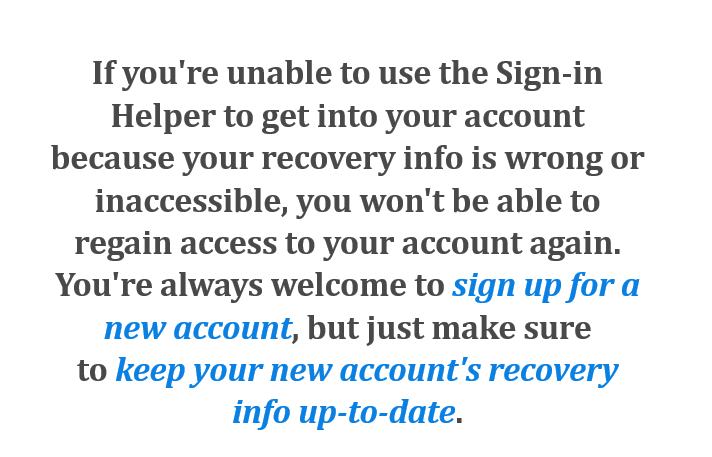 If you're unable to use the Sign-in
Helper to get into your account
because your recovery info is wrong or
inaccessible, you won't be able to
regain access to your account again.
You're always welcome to sign up for a
new account, but just make sure
to keep your new account's recovery
info up-to-date.